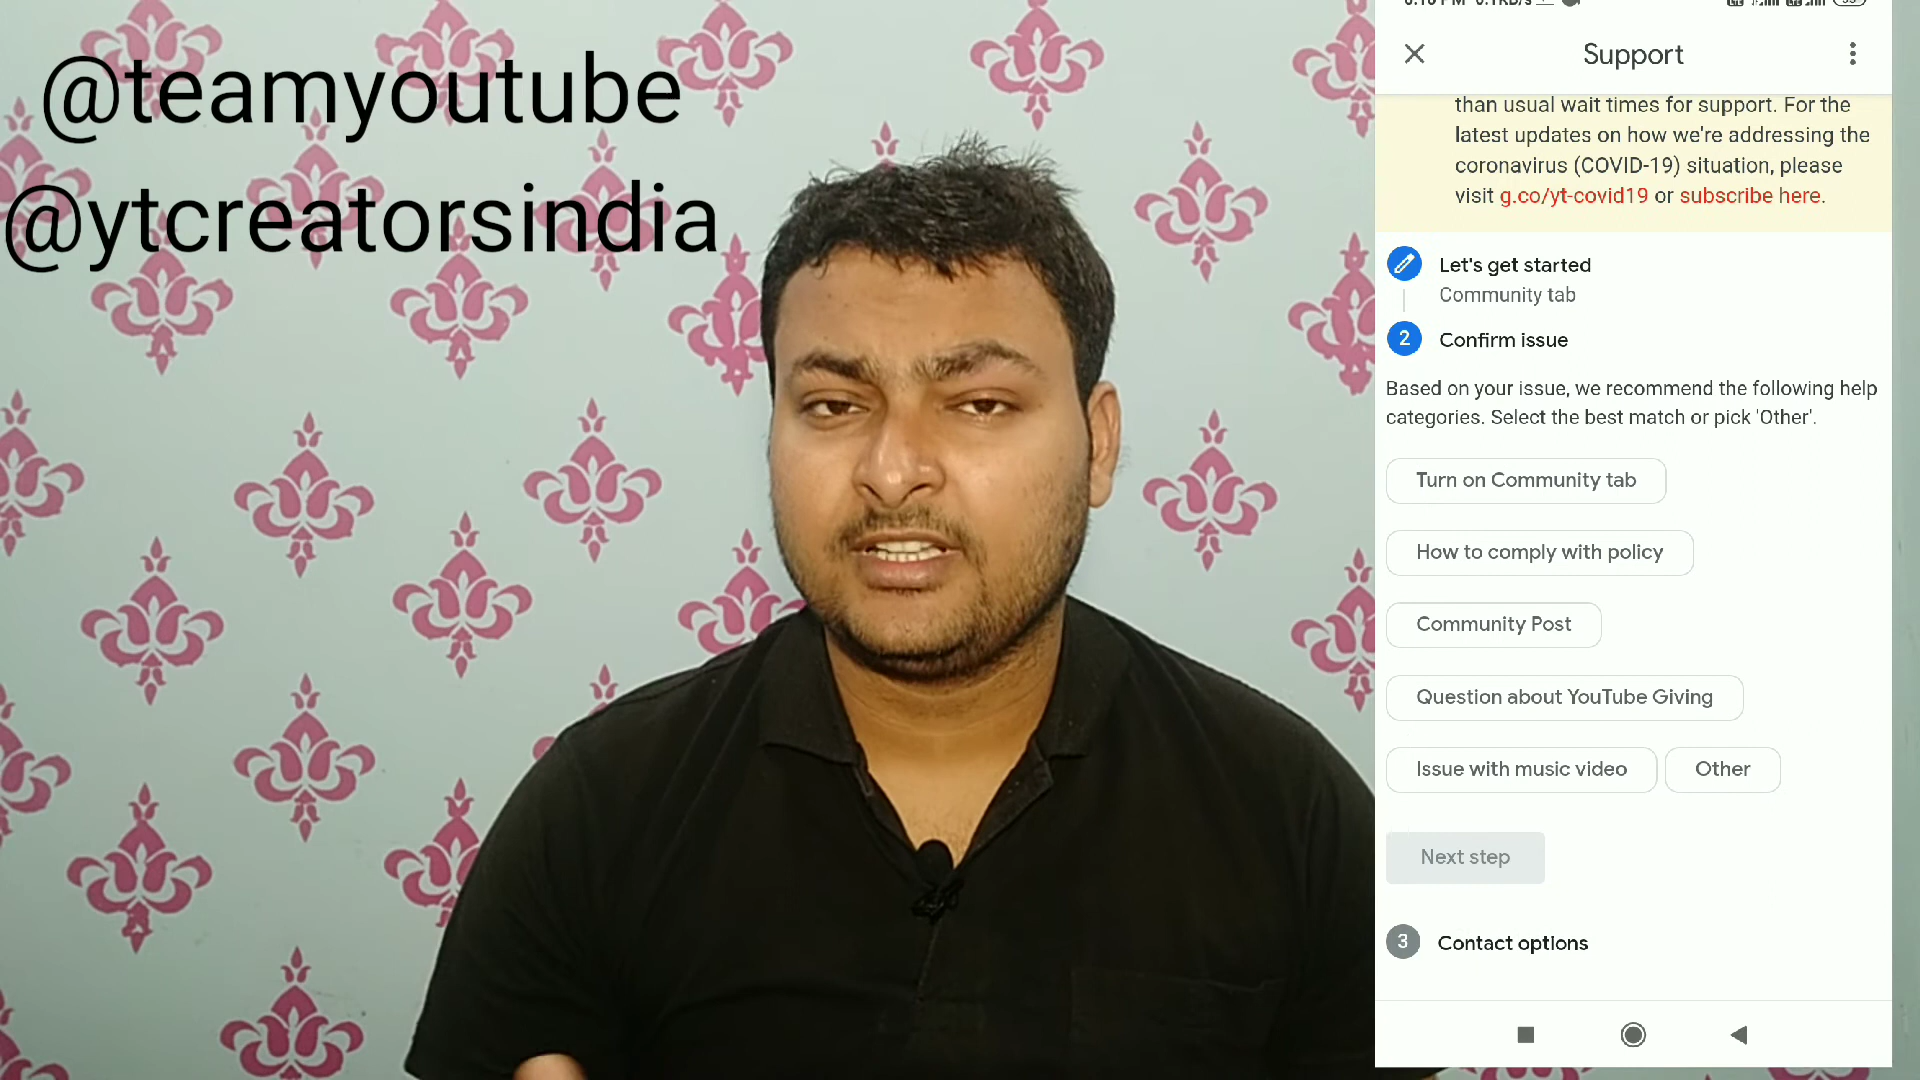 @teamyoutube
@ytcreatorsindia
Support
than usual wait times for support. For the
latest updates on how we're addressing the
coronavirus (COVID-19) situation, please
visit g.co/yt-covid19 or subscribe here.
Let's get started
Community tab
2 Confirm issue
Based on your issue, we recommend the following help
categories. Select the best match or pick 'Other'.
Turn on Community tab
How to comply with policy
Community Post
Question about YouTube Giving
Issue with music video Other
Next step
3 Contact options